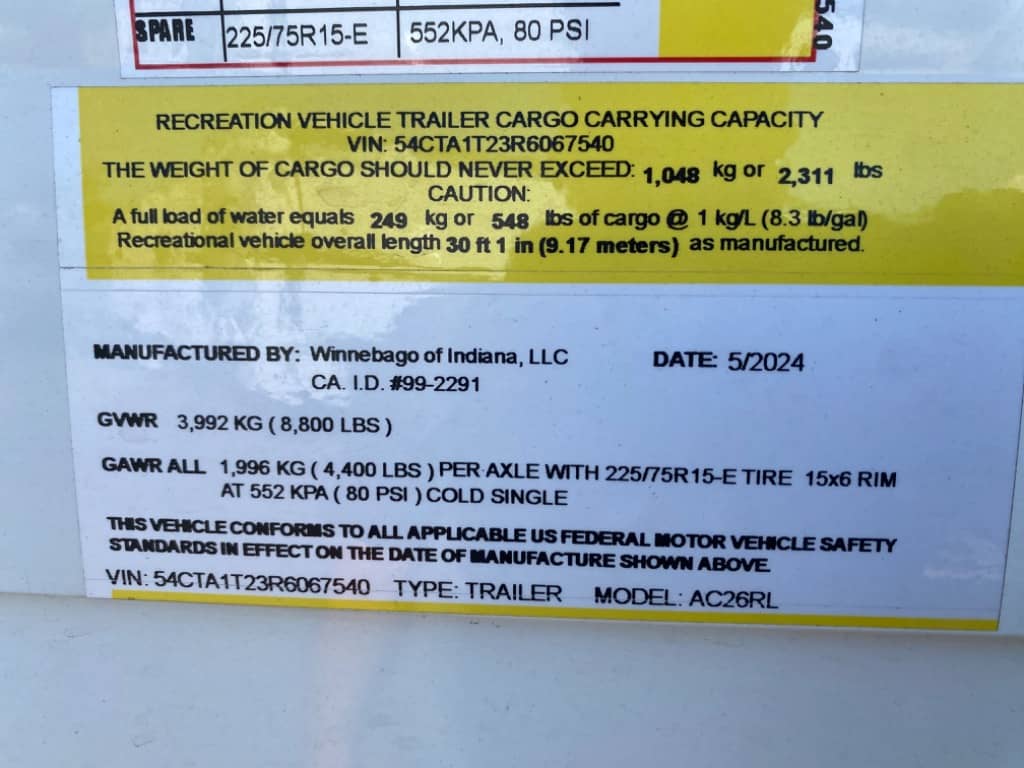 SPARE 225/75R15-E 552KPA, 80 PSI
540
RECREATION VEHICLE TRAILER CARGO CARRYING CAPACITY
VIN: 54CTA1T23R6067540
THE WEIGHT OF CARGO SHOULD NEVER EXCEED: 1,048 kg or 2,311 lbs
CAUTION:
A full load of water equals 249 kg or 548 lbs of cargo @ 1 kg/L (8.3 lb/gal)
Recreational vehicle overall length 30 ft 1 in (9.17 meters) as manufactured.
MANUFACTURED BY: Winnebago of Indiana, LLC DATE: 5/2024
CA. I.D. #99-2291
GVWR 3,992 KG ( 8,800 LBS )
GAWR ALL 1,996 KG ( 4,400 LBS ) PER AXLE WITH 225/75R15-E TIRE 15x6 RIM
AT 552 KPA ( 80 PSI ) COLD SINGLE
THIS VEHICLE CONFORMS TO ALL APPLICABLE US FEDERAL MOTOR VEHICLE SAFETY
STANDARDS IN EFFECT ON THE DATE OF MANUFACTURE SHOWN ABOVE.
VIN: 54CTA1T23R6067540 TYPE: TRAILER MODEL: AC26RL